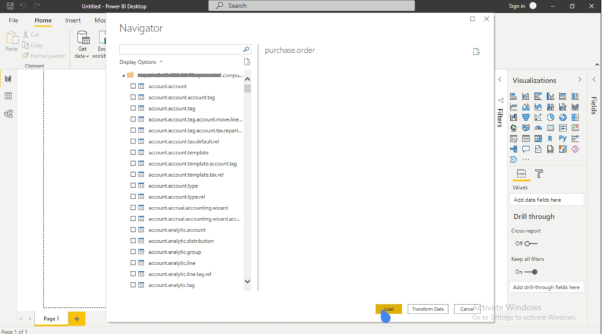 Untitled - Power BI Desktop
Search
Sign in
File
Home
Insert
Paste
Cut
Copy
Format painter
Get
data
Clipboard
Navigator
Display Options
purchase.order
account.account
account.account.account.tag
account.account.tag
account.account.tag.account.move.line...
account.account.tag.account.tax.repart...
account.account.tax.default.rel
account.account.template
account.account.template.account.tag
account.account.template.tax.rel
account.account.type
account.account.type.rel
account.accrual.accounting.wizard
account.accrual.accounting.wizard.acc...
account.analytic.account
account.analytic.distribution
account.analytic.group
account.analytic.line
account.analytic.line.tag.rel
account.analytic.tag
Load
Transform Data
Cancel
Filters
Visualizations
Fields
Values
Add data fields here
Drill through
Cross-report
Off
Keep all filters
On
Add drill-through fields here
Activate Windows
Go to Settings to activate Windows.
Page 1
Page 1 of 1